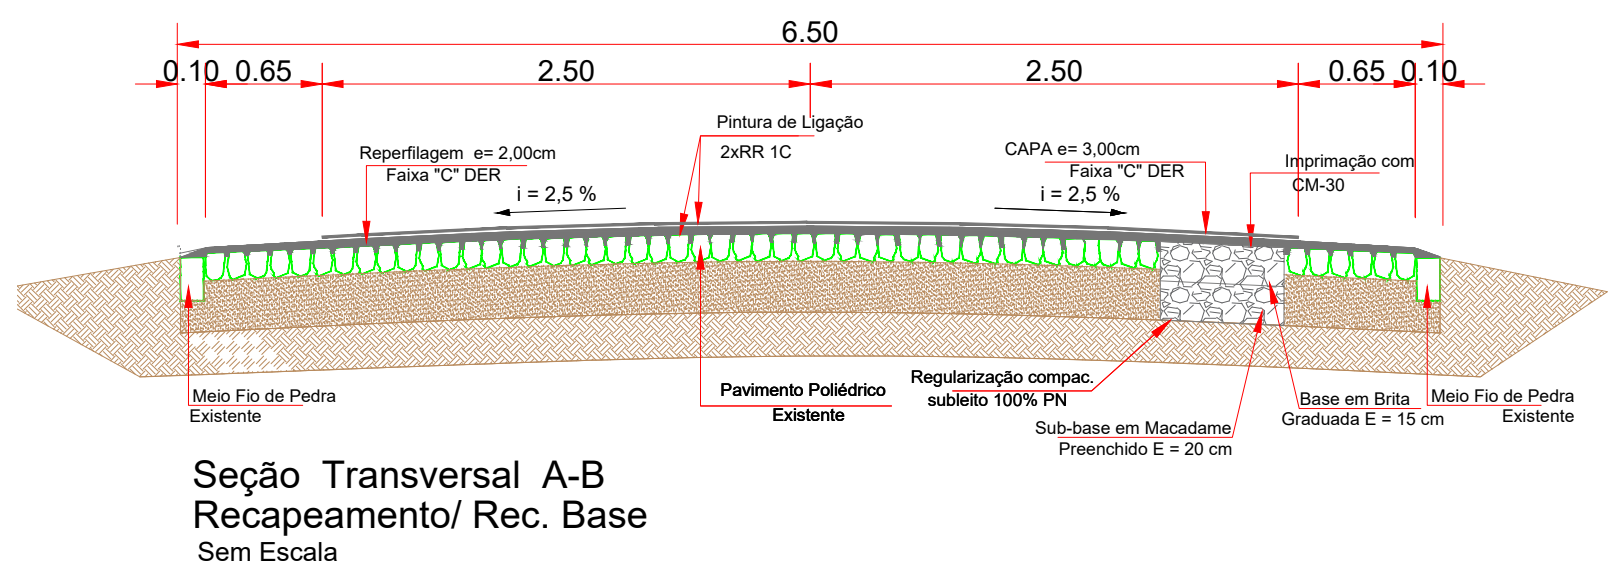 6.50
0.10 0.65 2.50 2.50 0.65 0.10
Pintura de Ligação
2xRR 1C
Reperfilagem e= 2,00cm
Faixa "C" DER
CAPA e= 3,00cm
Faixa "C" DER
Imprimação com
CM-30
i = 2,5 %
i = 2,5 %
Meio Fio de Pedra
Existente
Pavimento Poliédrico
Existente
Regularização compac.
subleito 100% PN
Sub-base em Macadame
Preenchido E = 20 cm
Base em Brita
Graduada E = 15 cm
Meio Fio de Pedra
Existente
Seção Transversal A-B
Recapeamento/ Rec. Base
Sem Escala